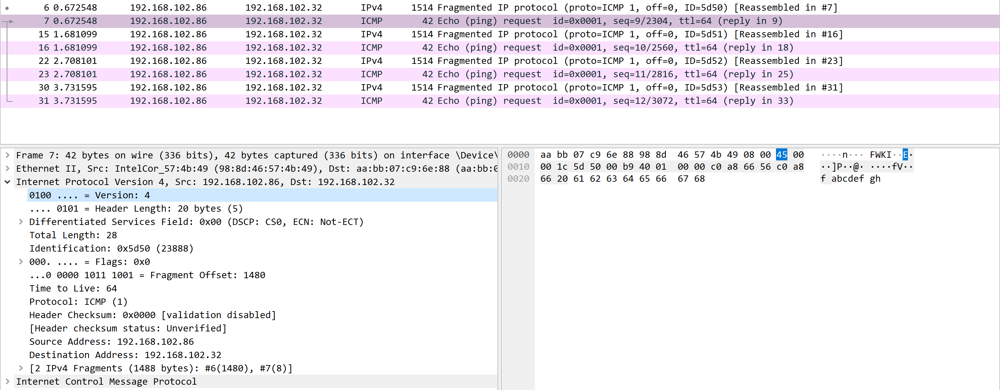 6 0.672548 192.168.102.86 192.168.102.32 IPv4 1514 Fragmented IP protocol (proto=ICMP 1, off=0, ID=5d50) [Reassembled in #7]
7 0.672548 192.168.102.86 192.168.102.32 ICMP 42 Echo (ping) request id=0x0001, seq=9/2304, ttl=64 (reply in 9)
15 1.681099 192.168.102.86 192.168.102.32 IPv4 1514 Fragmented IP protocol (proto=ICMP 1, off=0, ID=5d51) [Reassembled in #16]
16 1.681099 192.168.102.86 192.168.102.32 ICMP 42 Echo (ping) request id=0x0001, seq=10/2560, ttl=64 (reply in 18)
22 2.708101 192.168.102.86 192.168.102.32 IPv4 1514 Fragmented IP protocol (proto=ICMP 1, off=0, ID=5d52) [Reassembled in #23]
23 2.708101 192.168.102.86 192.168.102.32 ICMP 42 Echo (ping) request id=0x0001, seq=11/2816, ttl=64 (reply in 25)
30 3.731595 192.168.102.86 192.168.102.32 IPv4 1514 Fragmented IP protocol (proto=ICMP 1, off=0, ID=5d53) [Reassembled in #31]
31 3.731595 192.168.102.86 192.168.102.32 ICMP 42 Echo (ping) request id=0x0001, seq=12/3072, ttl=64 (reply in 33)
Frame 7: 42 bytes on wire (336 bits), 42 bytes captured (336 bits) on interface \Device\
Ethernet II, Src: IntelCor_57:4b:49 (98:8d:46:57:4b:49), Dst: aa:bb:07:c9:6e:88 (aa:bb:0
Internet Protocol Version 4, Src: 192.168.102.86, Dst: 192.168.102.32
0100 .... = Version: 4
.... 0101 = Header Length: 20 bytes (5)
Differentiated Services Field: 0x00 (DSCP: CS0, ECN: Not-ECT)
Total Length: 28
Identification: 0x5d50 (23888)
000. .... = Flags: 0x0
...0 0000 1011 1001 = Fragment Offset: 1480
Time to Live: 64
Protocol: ICMP (1)
Header Checksum: 0x0000 [validation disabled]
[Header checksum status: Unverified]
Source Address: 192.168.102.86
Destination Address: 192.168.102.32
[2 IPv4 Fragments (1488 bytes): #6(1480), #7(8)]
Internet Control Message Protocol
0000 aa bb 07 c9 6e 88 98 8d 46 57 4b 49 08 00 45 00 ····n··· FWKI··E·
0010 00 1c 5d 50 00 b9 40 01 00 00 c0 a8 66 56 c0 a8 ··]P··@· ····fV··
0020 66 20 61 62 63 64 65 66 67 68 f abcdef gh